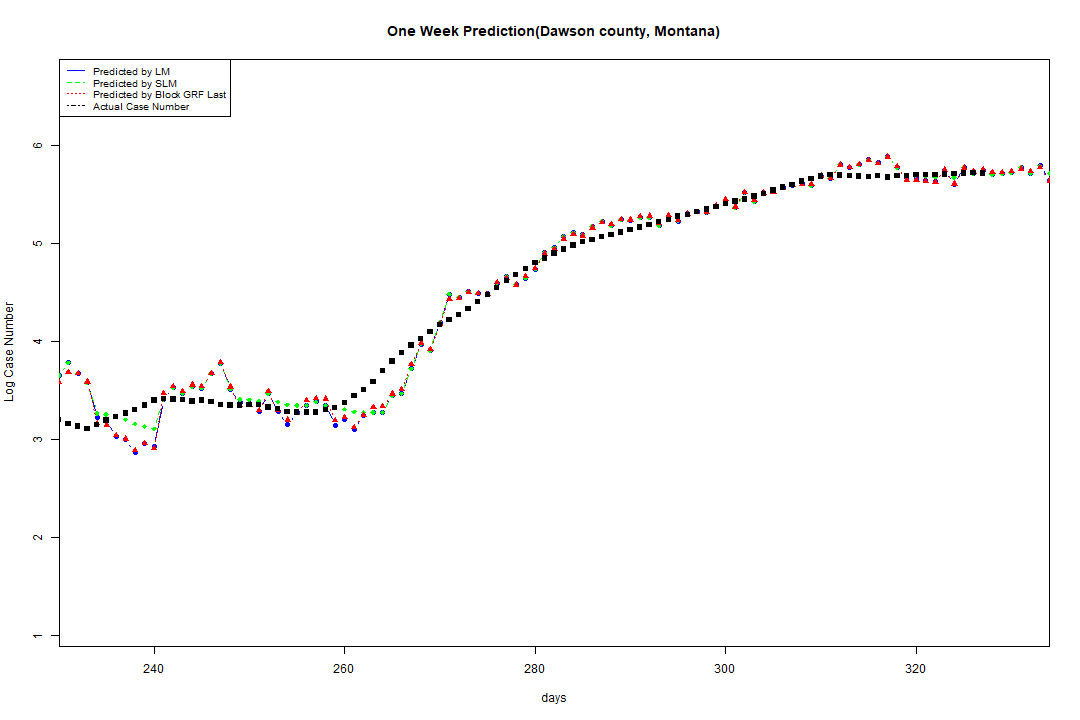 One Week Prediction(Dawson county, Montana)
Predicted by LM
Predicted by SLM
Predicted by Block GRF Last
Actual Case Number
6
5
4
3
2
1
Log Case Number
240 260 280 300 320
days